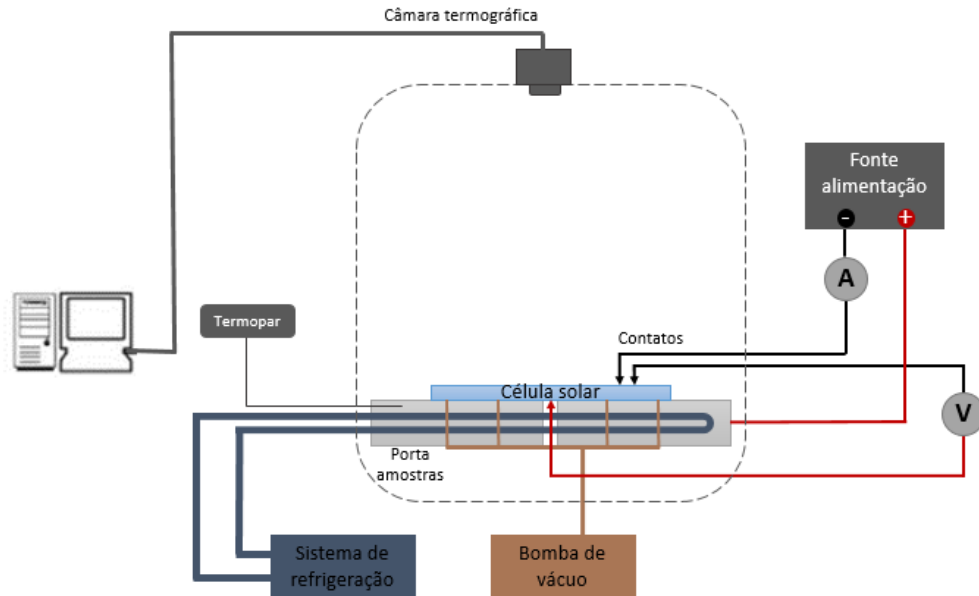 Câmara termográfica
Fonte
alimentação
-
+
A
Termopar
Contatos
Célula solar
V
Porta
amostras
Sistema de
refrigeração
Bomba de
vácuo